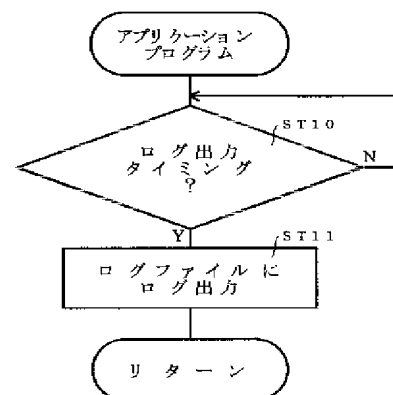 アプリケーション
プログラム
ST10
ログ出力
タイミング
?
N
Y
ST11
ログファイルに
ログ出力
リターン